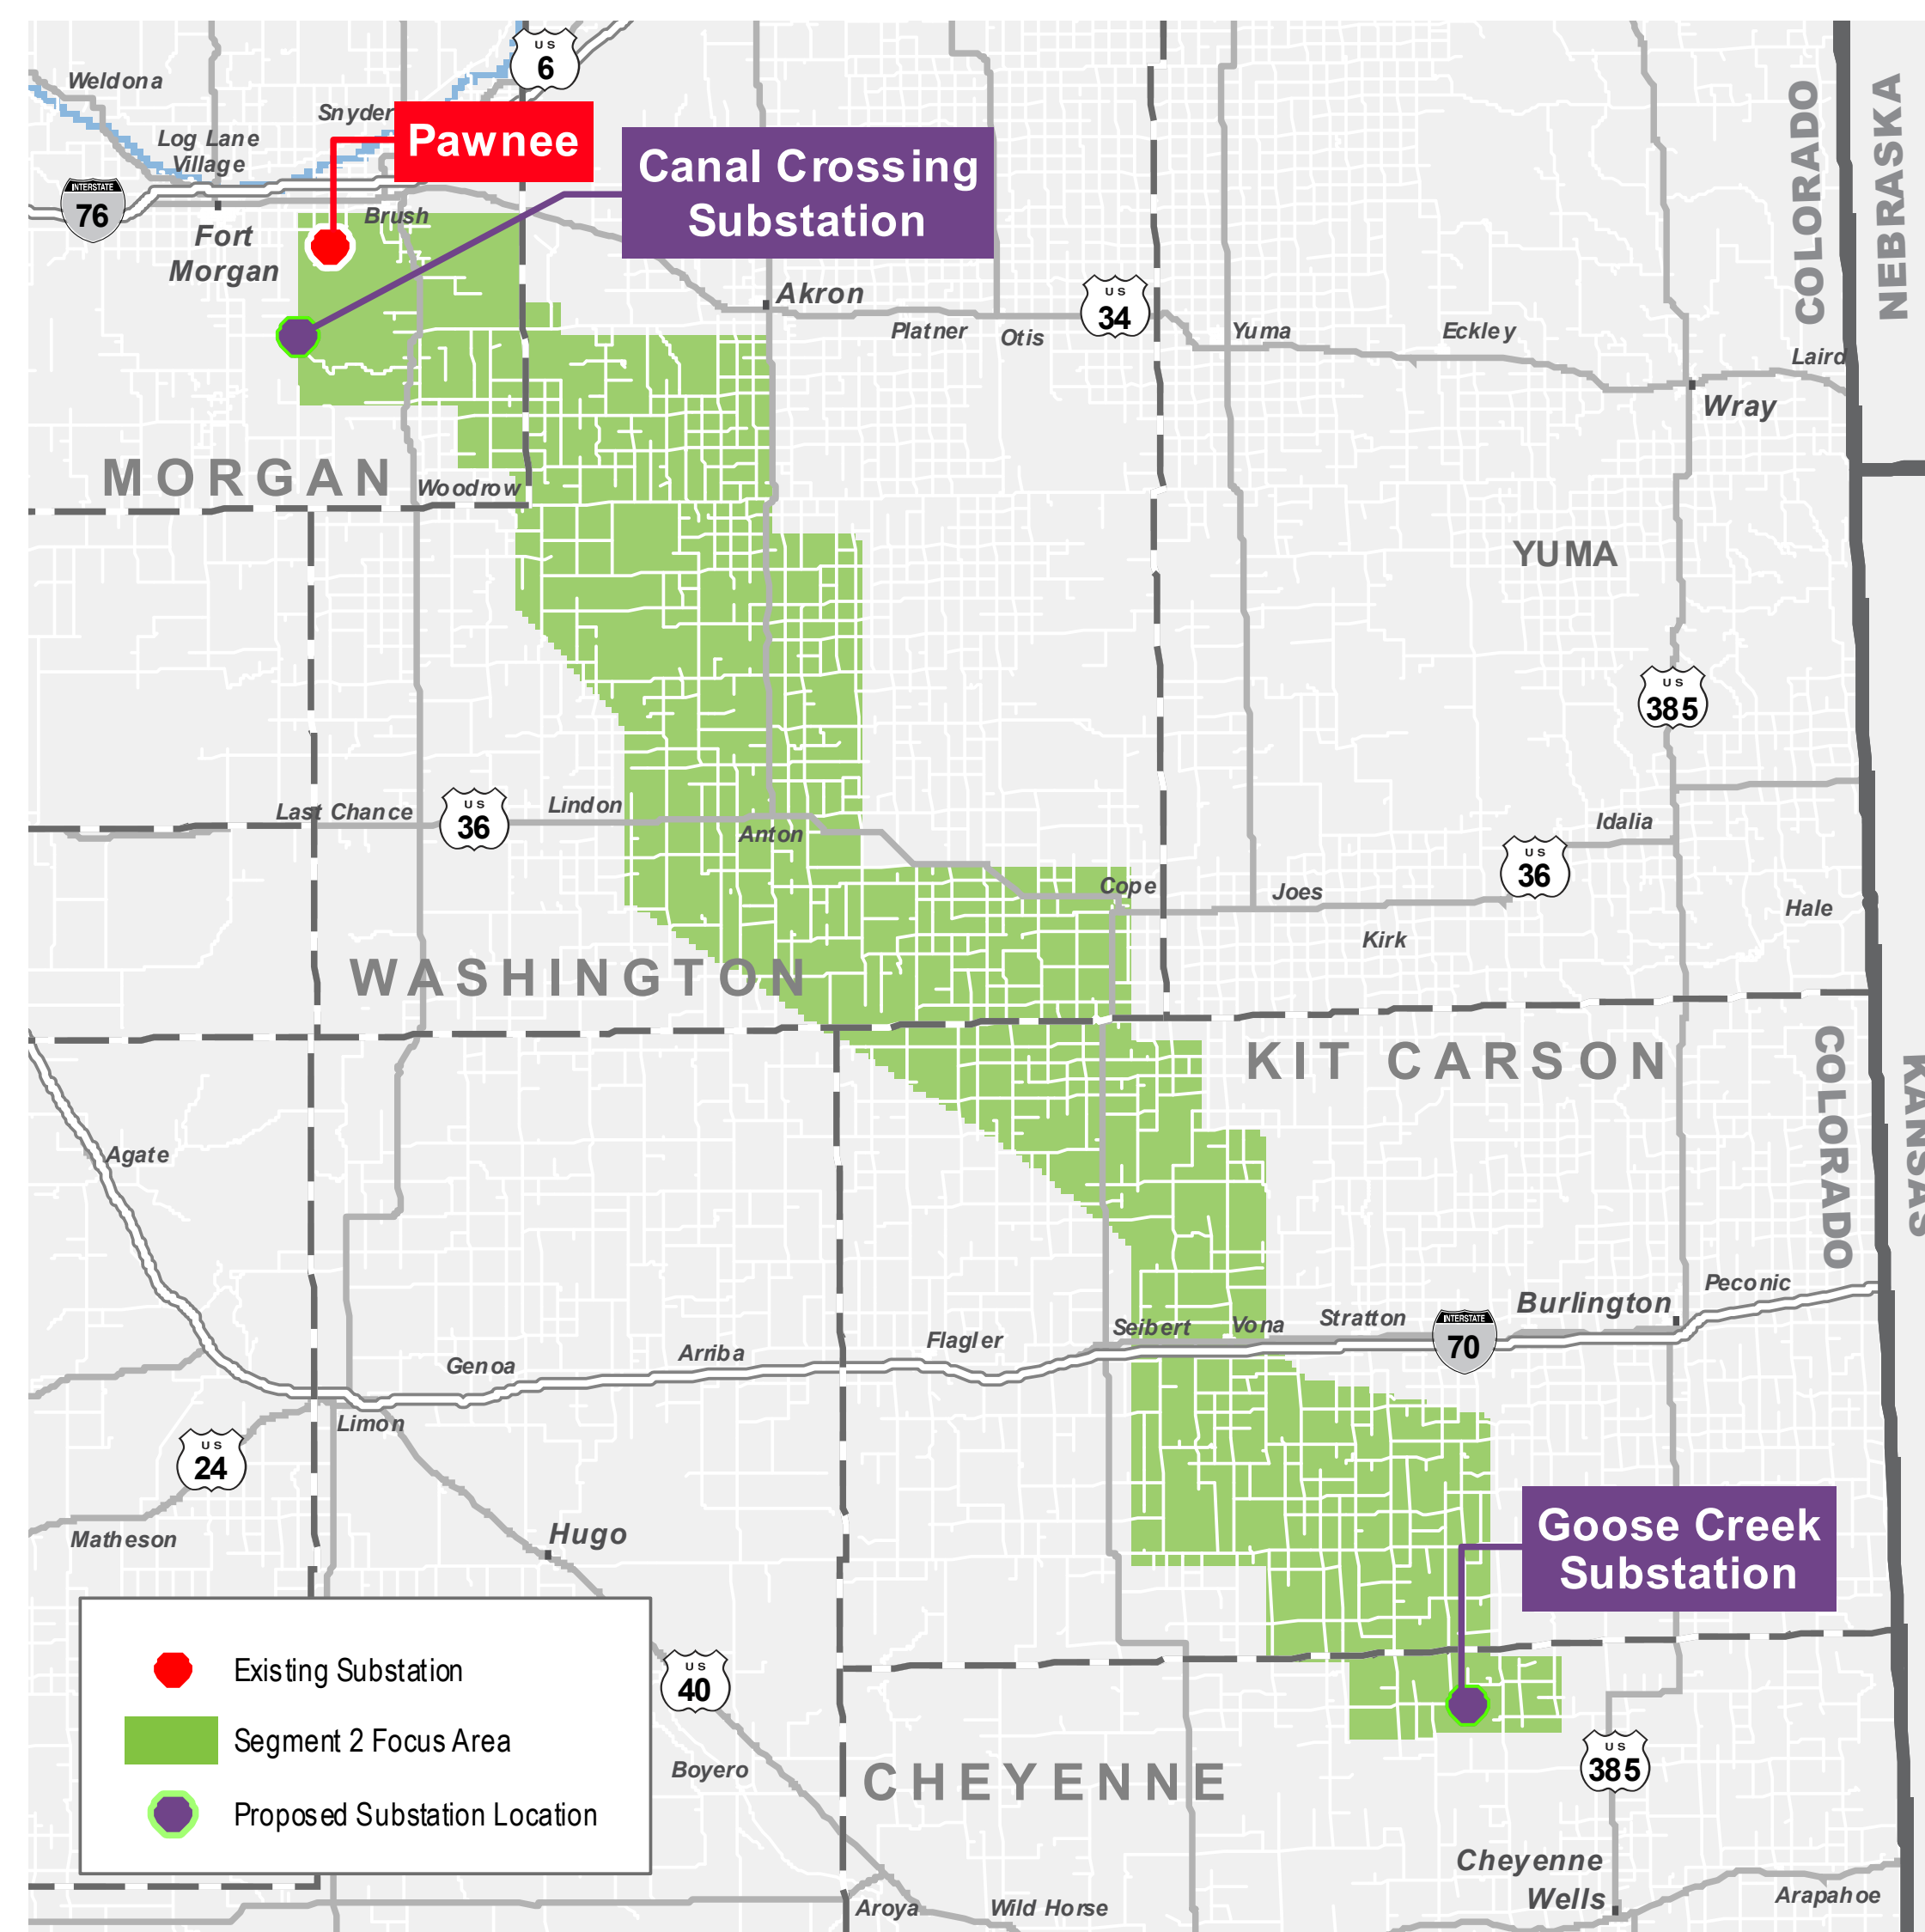 US
6
Weldona
Snyder
Pawnee
Log Lane
Village
Canal Crossing
Substation
INTERSTATE
76
Brush
Fort
Morgan
COLORADO
NEBRASKA
Akron
US
34
Platner
Otis
Yuma
Eckley
Laird
Wray
MORGAN
Woodrow
YUMA
US
385
Last Chance
US
36
Lindon
Anton
Idalia
US
36
Cope
Joes
Hale
Kirk
WASHINGTON
KIT CARSON
COLORADO
KANSAS
Agate
Peconic
Burlington
Stratton
Vona
Seibert
INTERSTATE
70
Flagler
Arriba
Genoa
Limon
US
24
Matheson
Hugo
Goose Creek
Substation
Existing Substation
Segment 2 Focus Area
Proposed Substation Location
US
40
Boyero
CHEYENNE
US
385
Cheyenne
Wells
Arapahoe
Aroya
Wild Horse